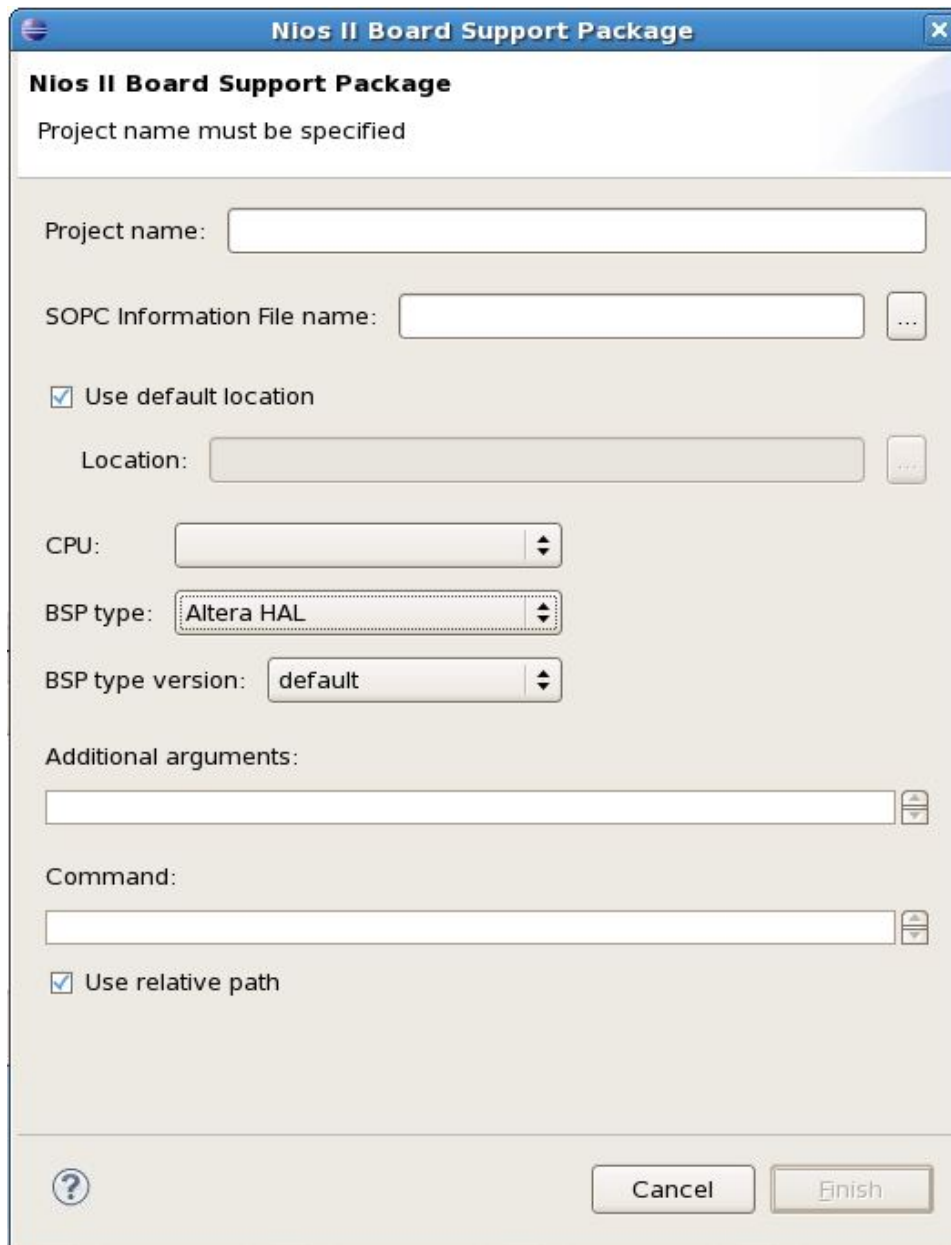 Nios II Board Support Package
Nios II Board Support Package
Project name must be specified
Project name:
SOPC Information File name:
...
Use default location
Location:
...
CPU:
BSP type: Altera HAL
BSP type version: default
Additional arguments:
Command:
Use relative path
?
Cancel Finish